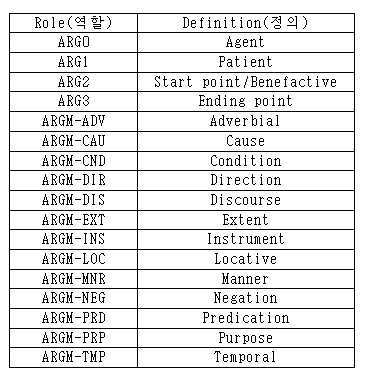 Role(역할) Definition(정의)
ARG0 Agent
ARG1 Patient
ARG2 Start point/Benefactive
ARG3 Ending point
ARGM-ADV Adverbial
ARGM-CAU Cause
ARGM-CND Condition
ARGM-DIR Direction
ARGM-DIS Discourse
ARGM-EXT Extent
ARGM-INS Instrument
ARGM-LOC Locative
ARGM-MNR Manner
ARGM-NEG Negation
ARGM-PRD Predication
ARGM-PRP Purpose
ARGM-TMP Temporal